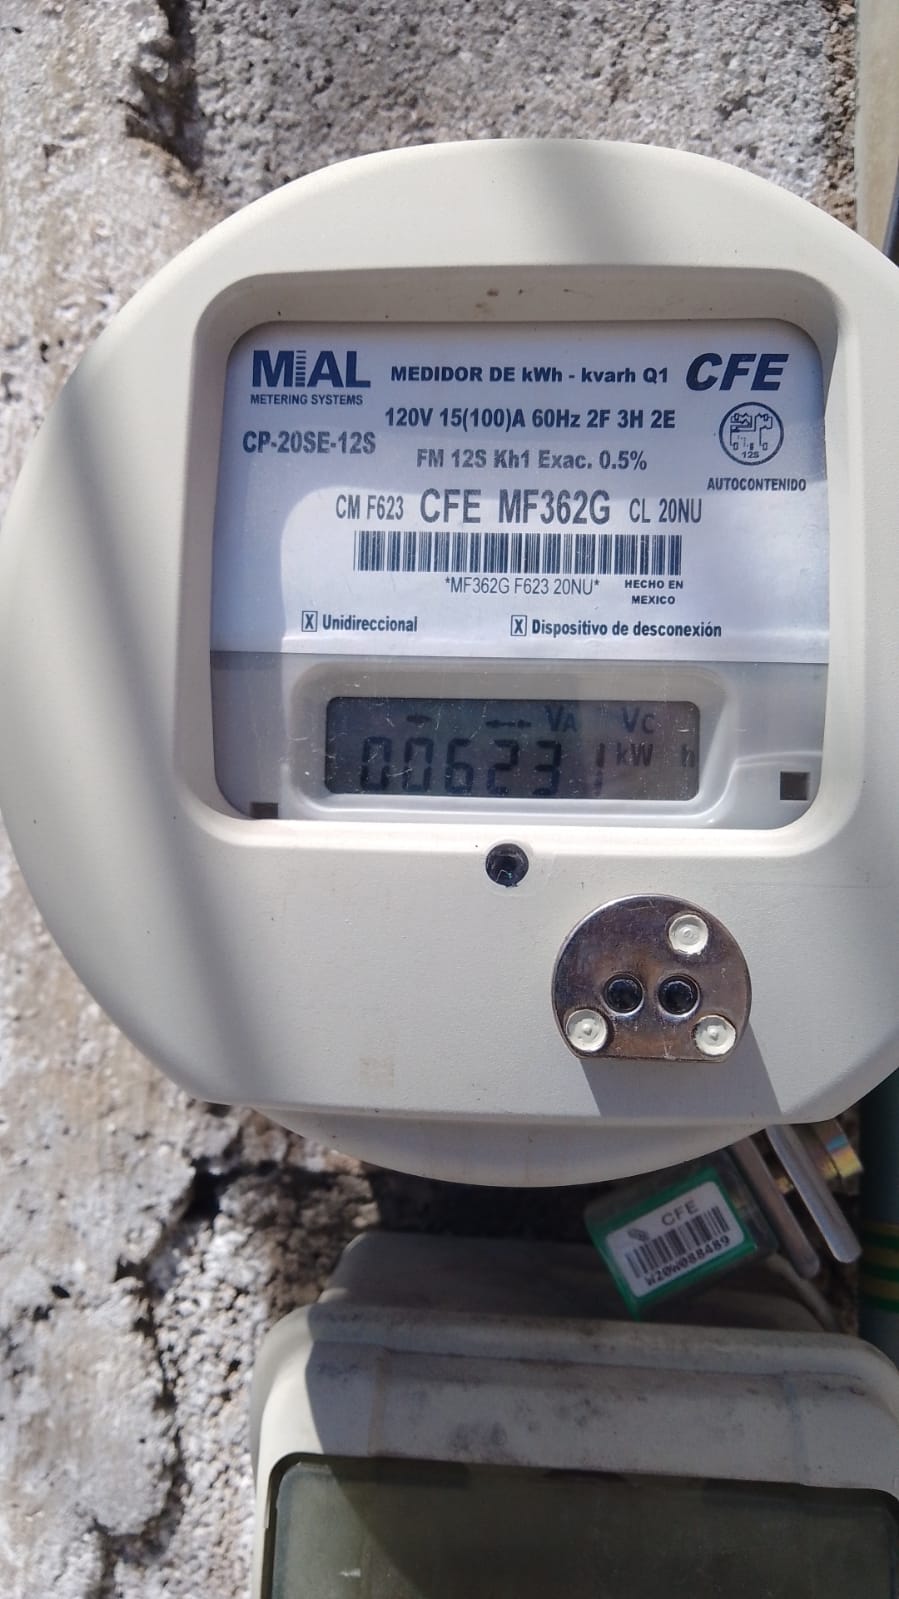 MIAL
METERING SYSTEMS
MEDIDOR DE kWh - kvarh Q1
CFE
120V 15(100)A 60Hz 2F 3H 2E
CP-20SE-12S
FM 12S Kh1 Exac. 0.5%
12S
AUTOCONTENIDO
CM F623 CFE MF362G CL 20NU
*MF362G F623 20NU*
HECHO EN
MEXICO
X Unidireccional
X Dispositivo de desconexión
VA VC
006231 kW h
CFE
W20W088489